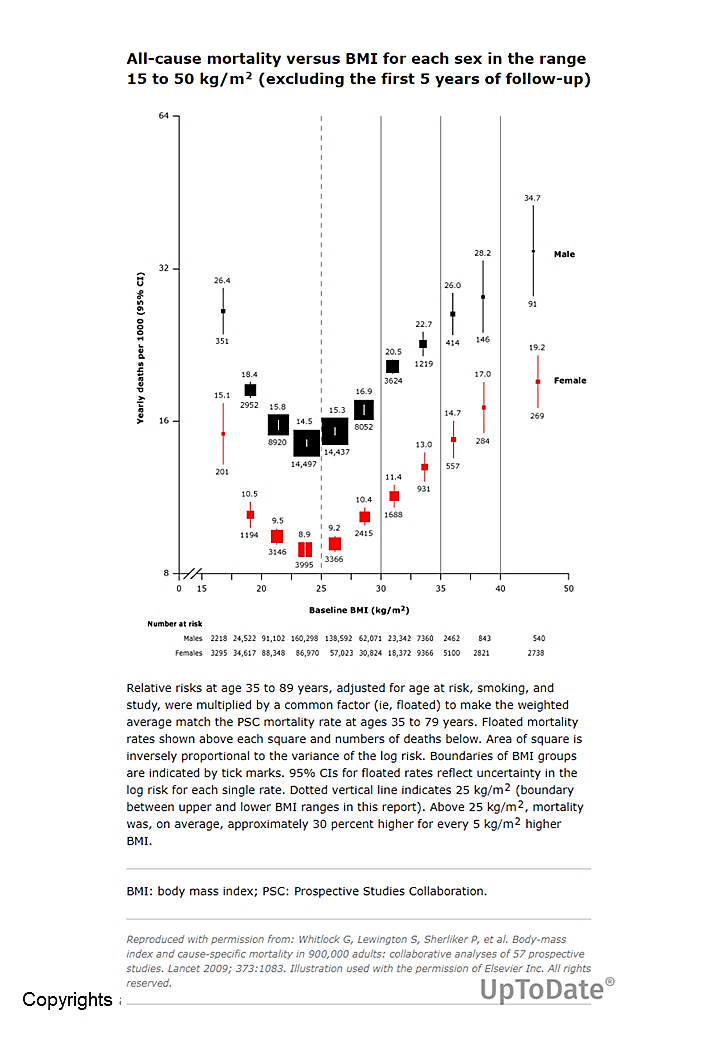 All-cause mortality versus BMI for each sex in the range
15 to 50 kg/m² (excluding the first 5 years of follow-up)
64
34.7
28.2
Male
32
26.4
26.0
91
22.7
351
414
146
20.5
19.2
1219
18.4
Female
3624
17.0
16.9
2952
15.8
15.3
269
15.1
14.5
14.7
16
8920
8052
284
13.0
14,437
14,497
557
201
11.4
931
10.5
10.4
1688
9.5
9.2
1194
8.9
2415
3146
3366
3995
8
0 15 20 25 30 35 40 50
Yearly deaths per 1000 (95% CI)
Baseline BMI (kg/m²)
Number at risk
Males 2218 24,522 91,102 160,298 138,592 62,071 23,342 7360 2462 843 540
Females 3295 34,617 88,348 86,970 57,023 30,824 18,372 9366 5100 2821 2738
Relative risks at age 35 to 89 years, adjusted for age at risk, smoking, and
study, were multiplied by a common factor (ie, floated) to make the weighted
average match the PSC mortality rate at ages 35 to 79 years. Floated mortality
rates shown above each square and numbers of deaths below. Area of square is
inversely proportional to the variance of the log risk. Boundaries of BMI groups
are indicated by tick marks. 95% CIs for floated rates reflect uncertainty in the
log risk for each single rate. Dotted vertical line indicates 25 kg/m² (boundary
between upper and lower BMI ranges in this report). Above 25 kg/m², mortality
was, on average, approximately 30 percent higher for every 5 kg/m² higher
BMI.
BMI: body mass index; PSC: Prospective Studies Collaboration.
Reproduced with permission from: Whitlock G, Lewington S, Sherliker P, et al. Body-mass
index and cause-specific mortality in 900,000 adults: collaborative analyses of 57 prospective
studies. Lancet 2009; 373:1083. Illustration used with the permission of Elsevier Inc. All rights
reserved.
UpToDate®
Copyrights